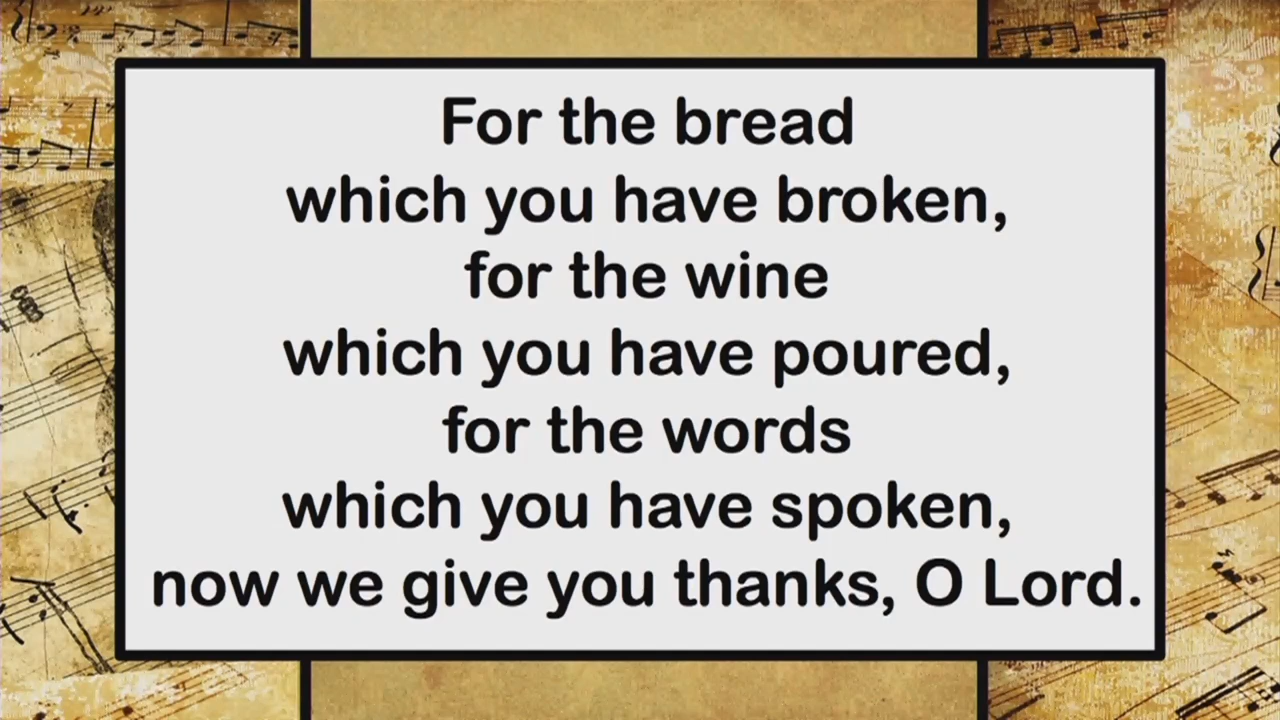 For the bread
which you have broken,
for the wine
which you have poured,
for the words
which you have spoken,
now we give you thanks, O Lord.